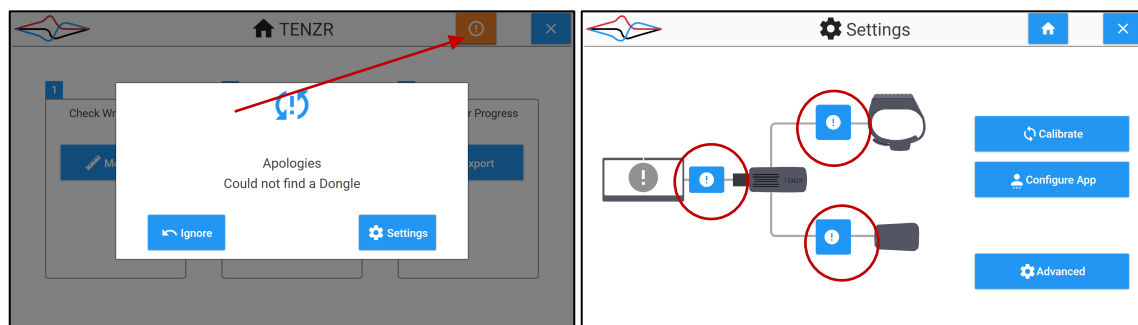 TENZR
1
Check Wr
r Progress
Me
xport
Apologies
Could not find a Dongle
Ignore
Settings
Settings
TENZR
Calibrate
Configure App
Advanced